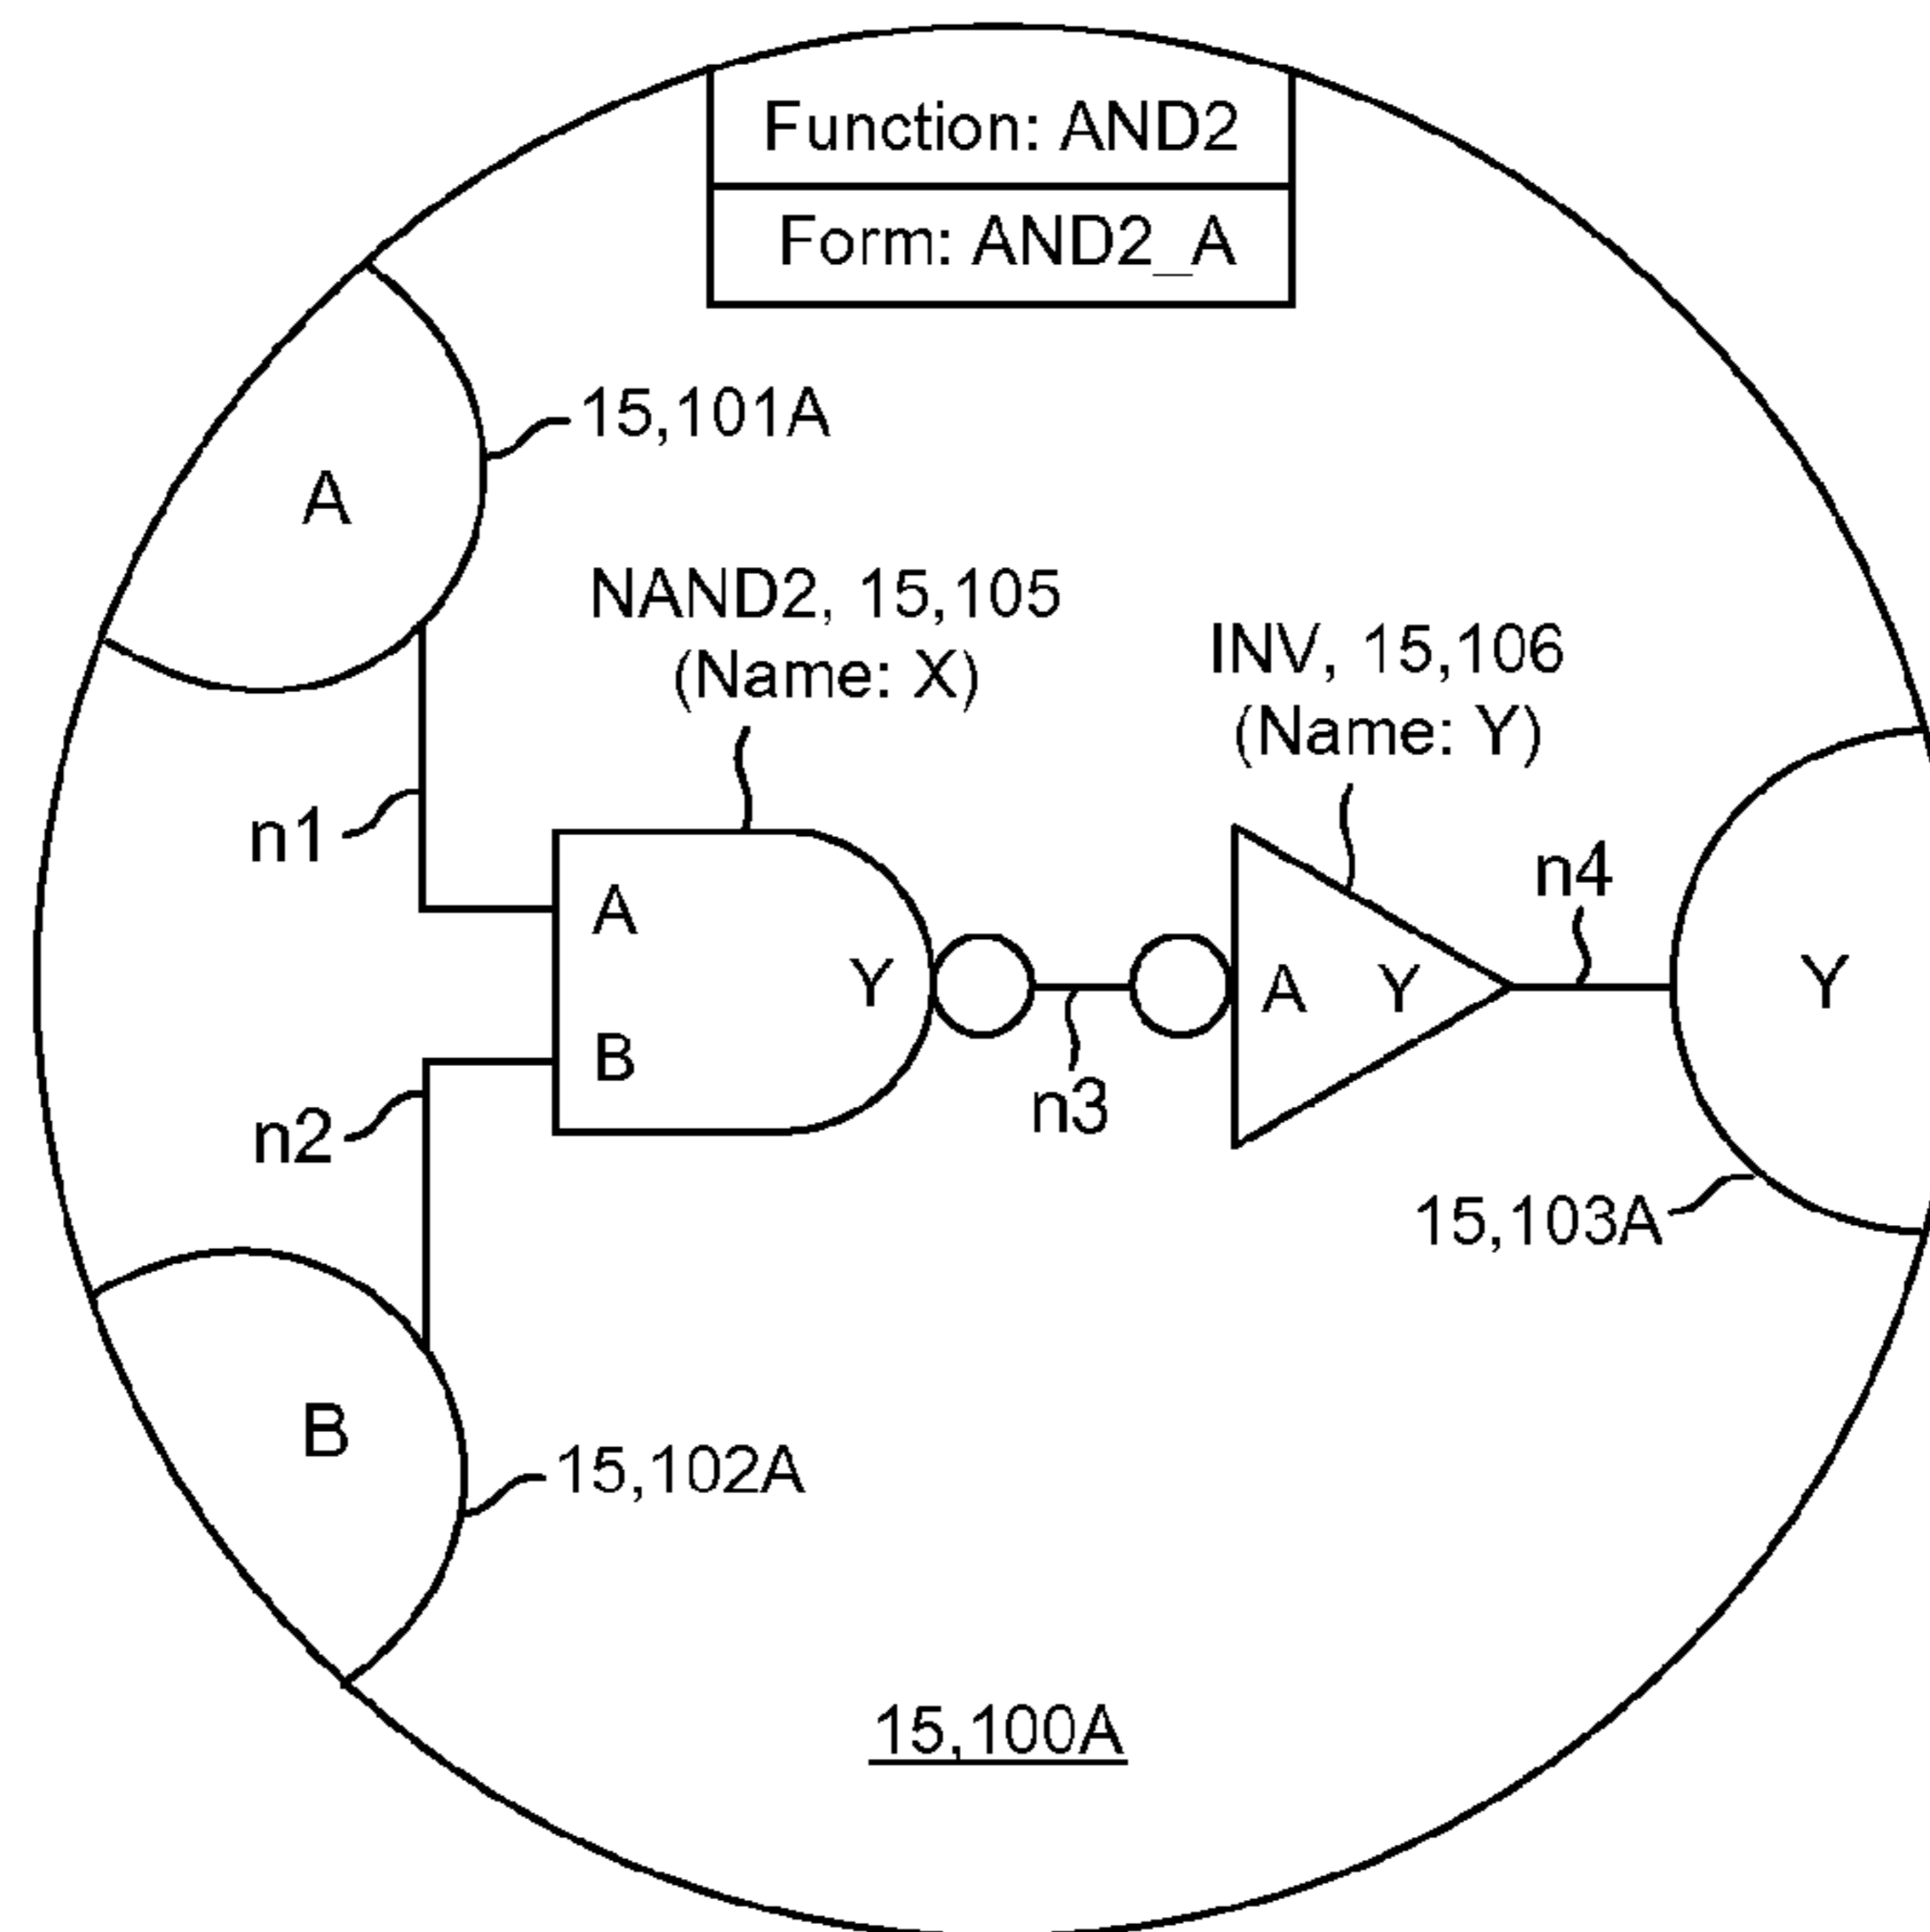 Function: AND2
Form: AND2_A
15,101A
A
NAND2, 15,105
(Name: X)
INV, 15,106
(Name: Y)
n1
n4
A
Y
B
A
Y
Y
n2
n3
15,103A
B
15,102A
15,100A